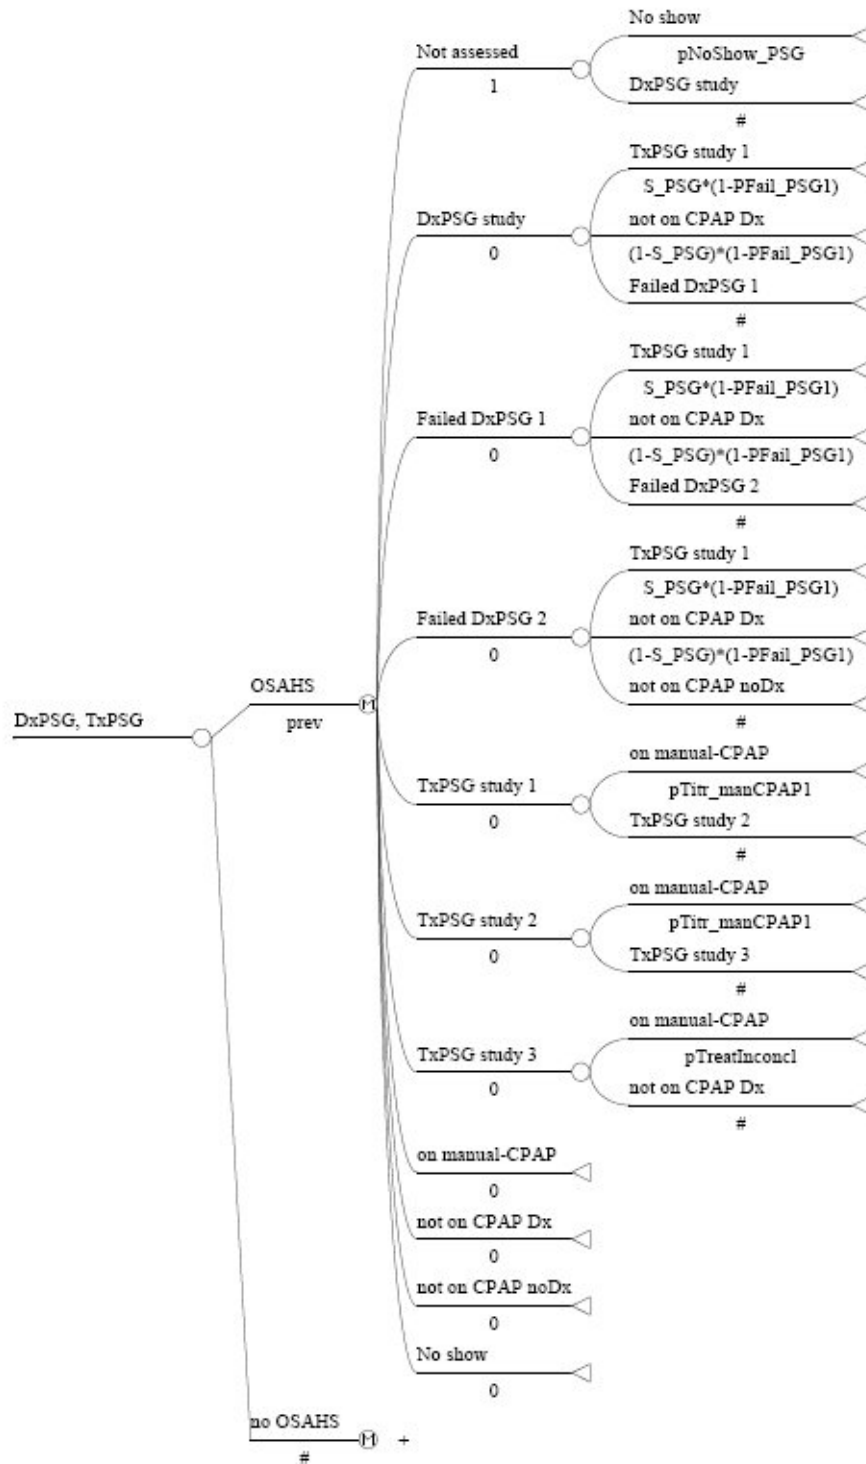 No show
Not assessed
pNoShow_PSG
1
DxPSG study
#
TxPSG study 1
S_PSG*(1-PFail_PSG1)
DxPSG study
not on CPAP Dx
0
(1-S_PSG)*(1-PFail_PSG1)
Failed DxPSG 1
#
TxPSG study 1
S_PSG*(1-PFail_PSG1)
Failed DxPSG 1
not on CPAP Dx
0
(1-S_PSG)*(1-PFail_PSG1)
Failed DxPSG 2
#
TxPSG study 1
S_PSG*(1-PFail_PSG1)
Failed DxPSG 2
not on CPAP Dx
0
(1-S_PSG)*(1-PFail_PSG1)
not on CPAP noDx
#
OSAHS
prev
DxPSG, TxPSG
on manual-CPAP
TxPSG study 1
pTitr_manCPAP1
0
TxPSG study 2
#
on manual-CPAP
TxPSG study 2
pTitr_manCPAP1
0
TxPSG study 3
#
on manual-CPAP
TxPSG study 3
pTreatInconcl
0
not on CPAP Dx
#
on manual-CPAP
0
not on CPAP Dx
0
not on CPAP noDx
0
No show
0
no OSAHS
M +
#
M